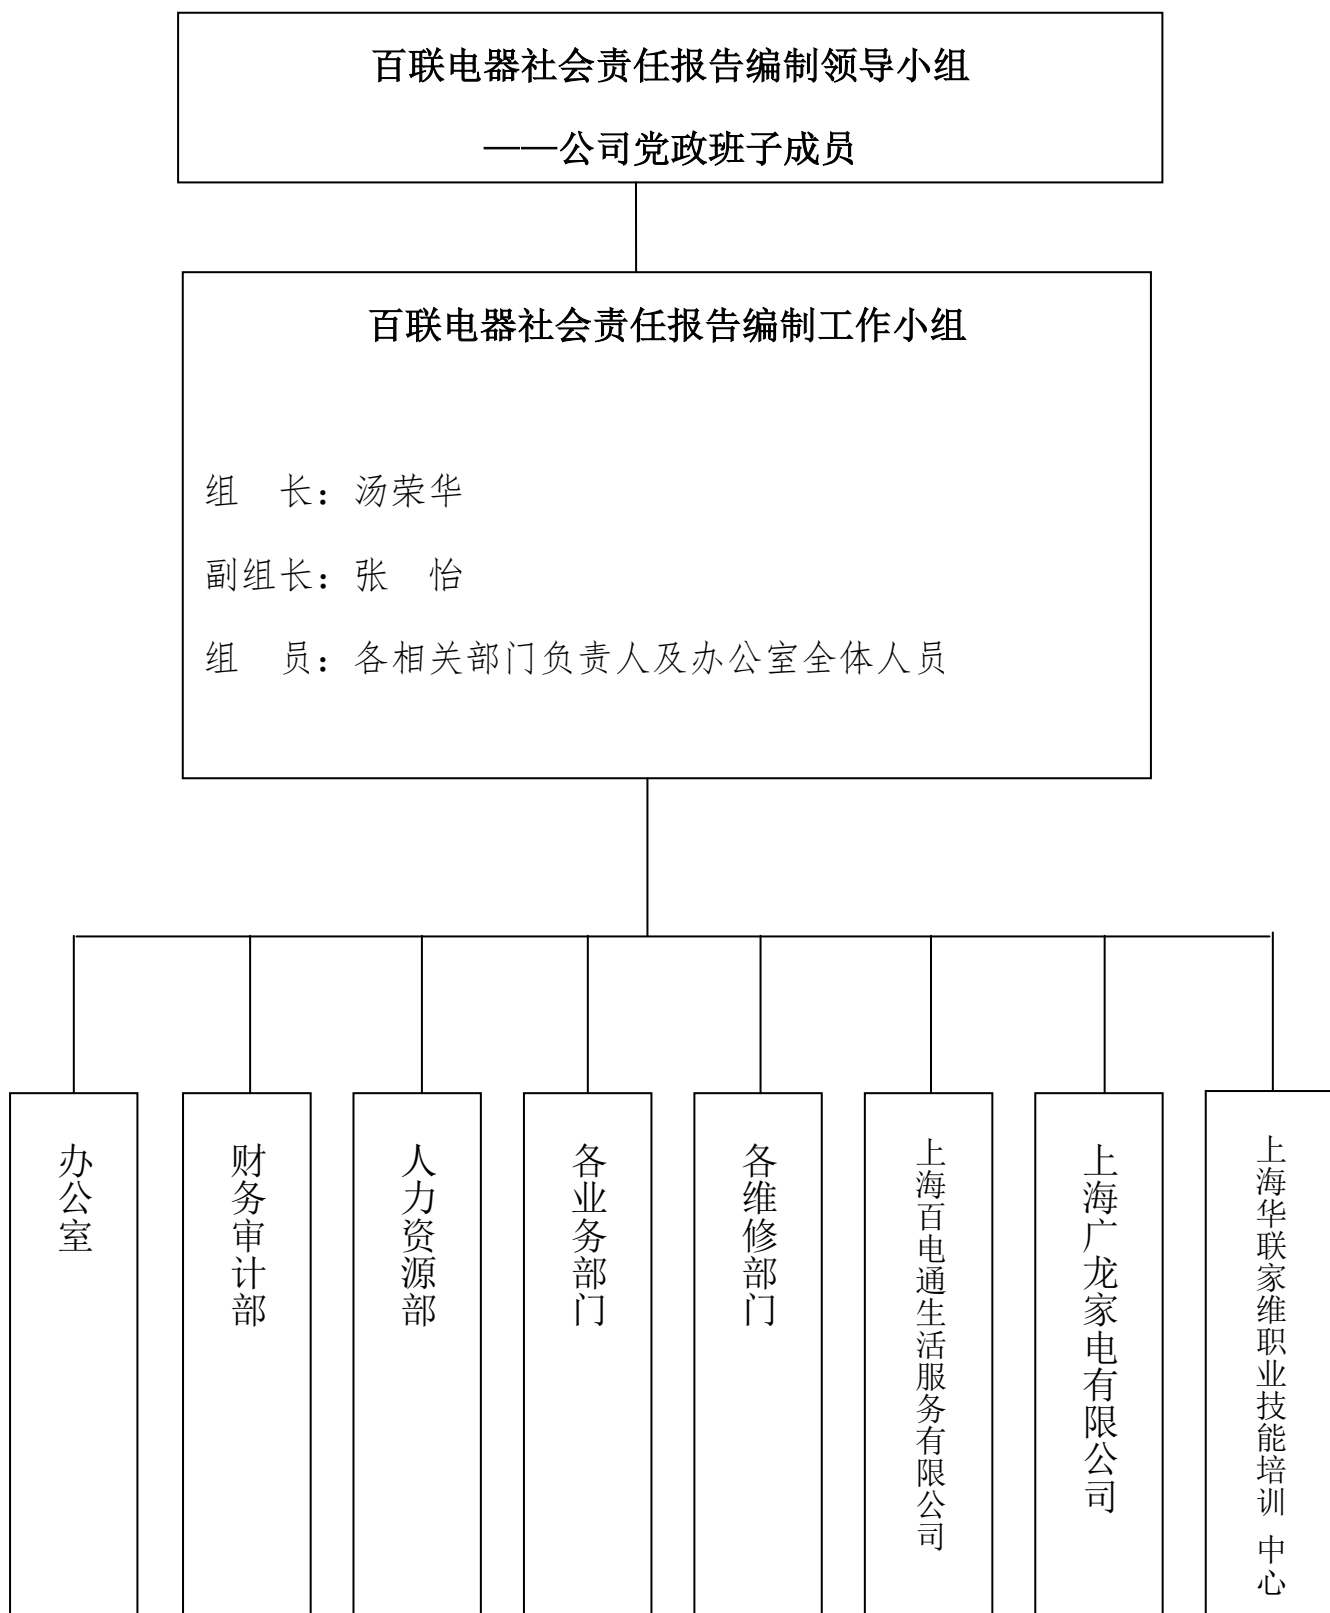 百联电器社会责任报告编制领导小组
——公司党政班子成员
百联电器社会责任报告编制工作小组
组　长：汤荣华
副组长：张　怡
组　员：各相关部门负责人及办公室全体人员
办公室
财务审计部
人力资源部
各业务部门
各维修部门
上海百电通生活服务有限公司
上海广龙家电有限公司
上海华联家维职业技能培训 中心